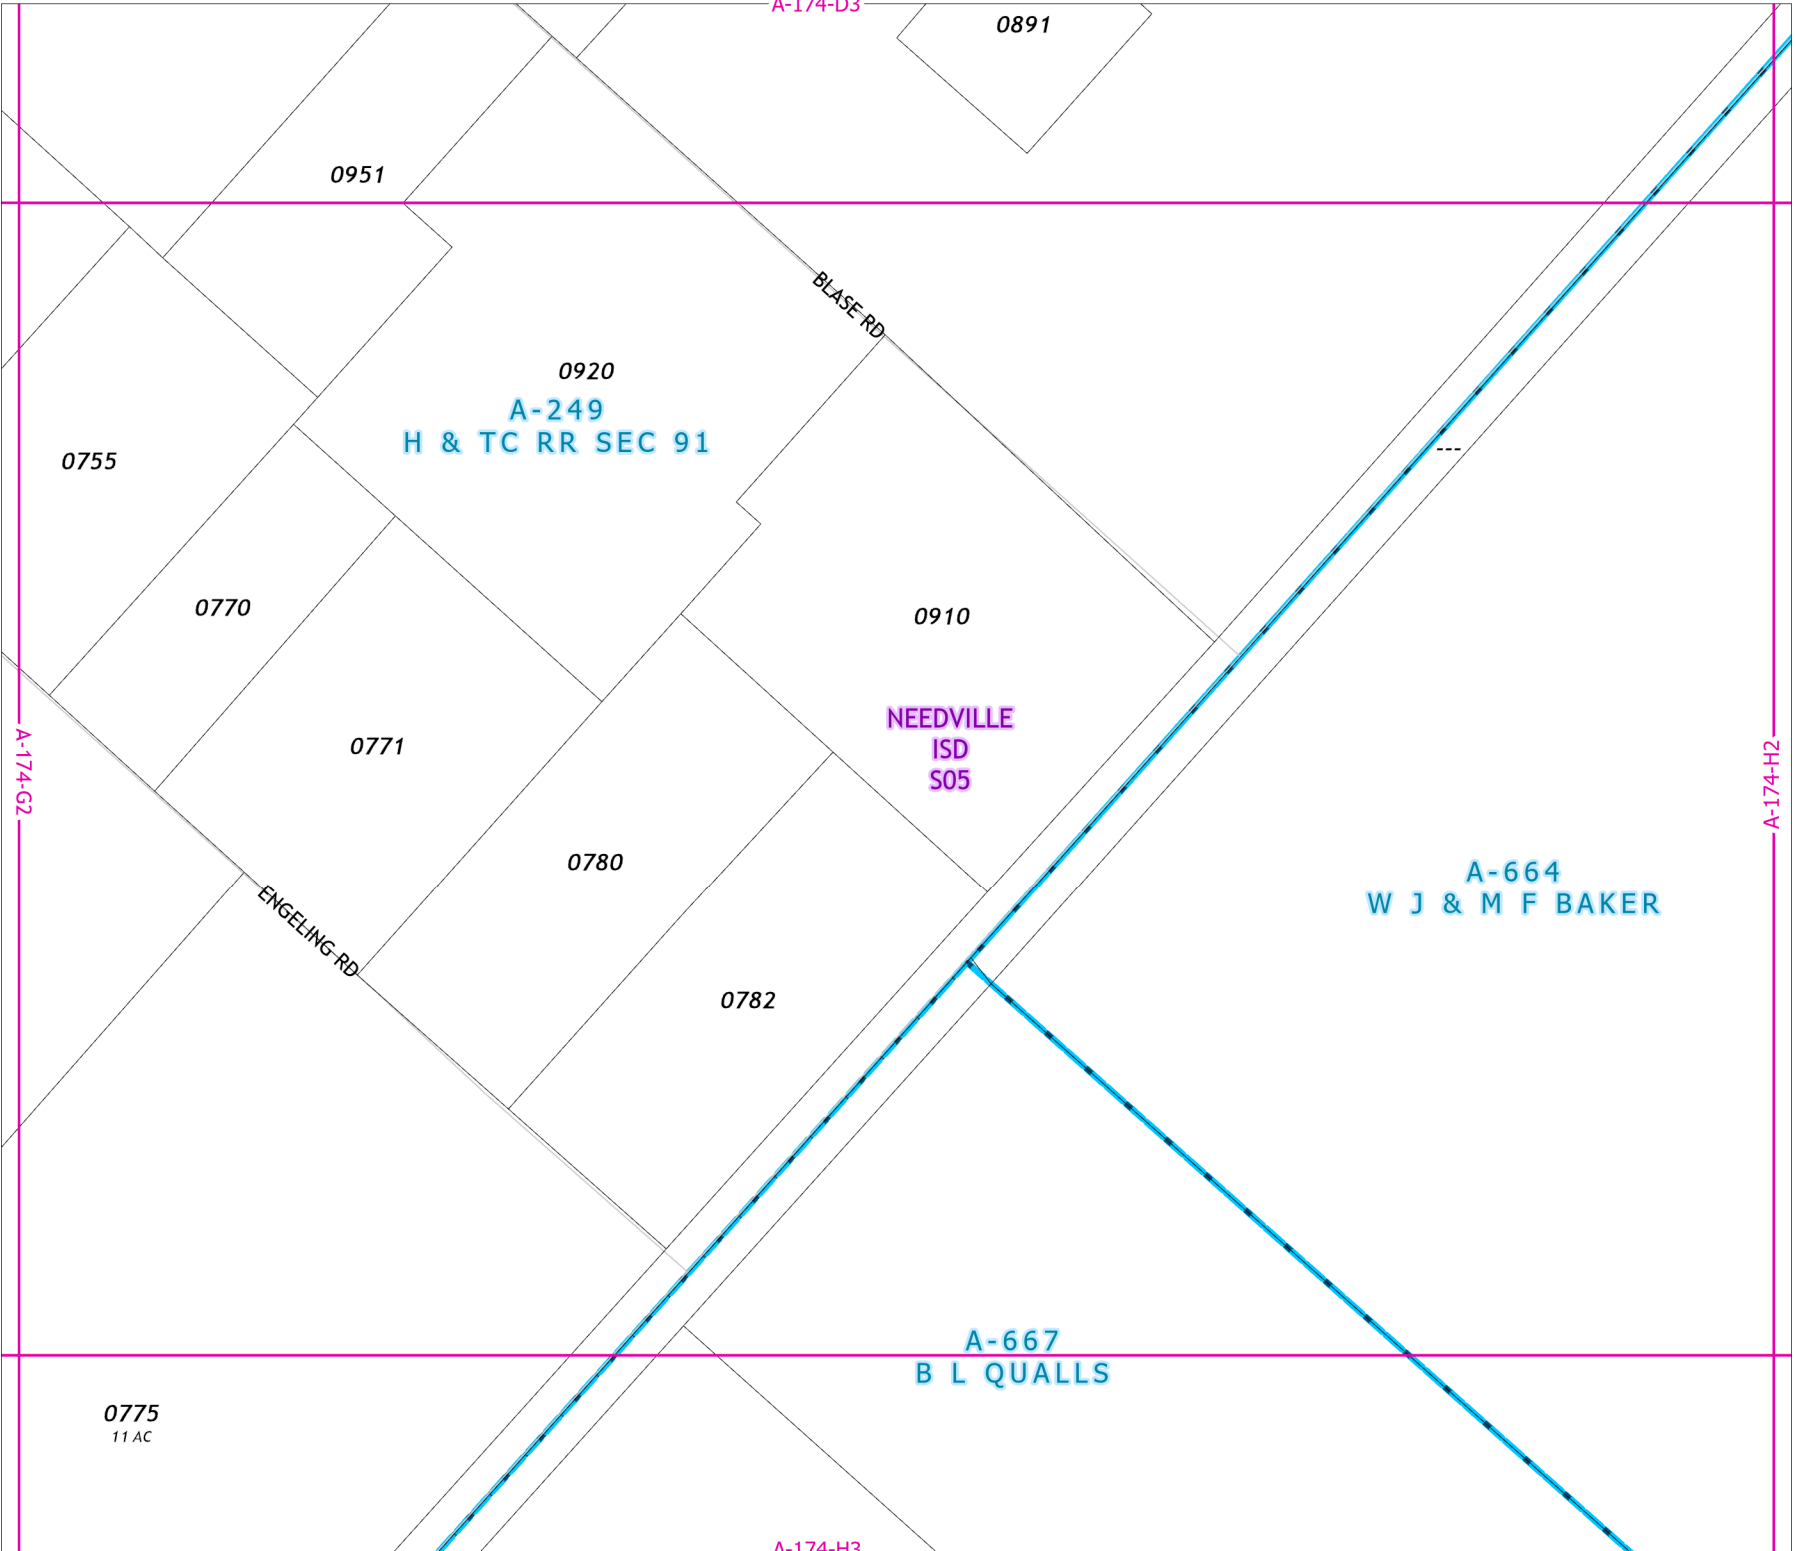 A-174-D3
0891
0951
BLASE RD
0920
A-249
H & TC RR SEC 91
---
0755
0770
0910
NEEDVILLE
ISD
S05
0771
A-174-G2
A-174-H2
0780
A-664
W J & M F BAKER
ENGELING RD
0782
A-667
B L QUALLS
0775
11 AC
A-174-H3